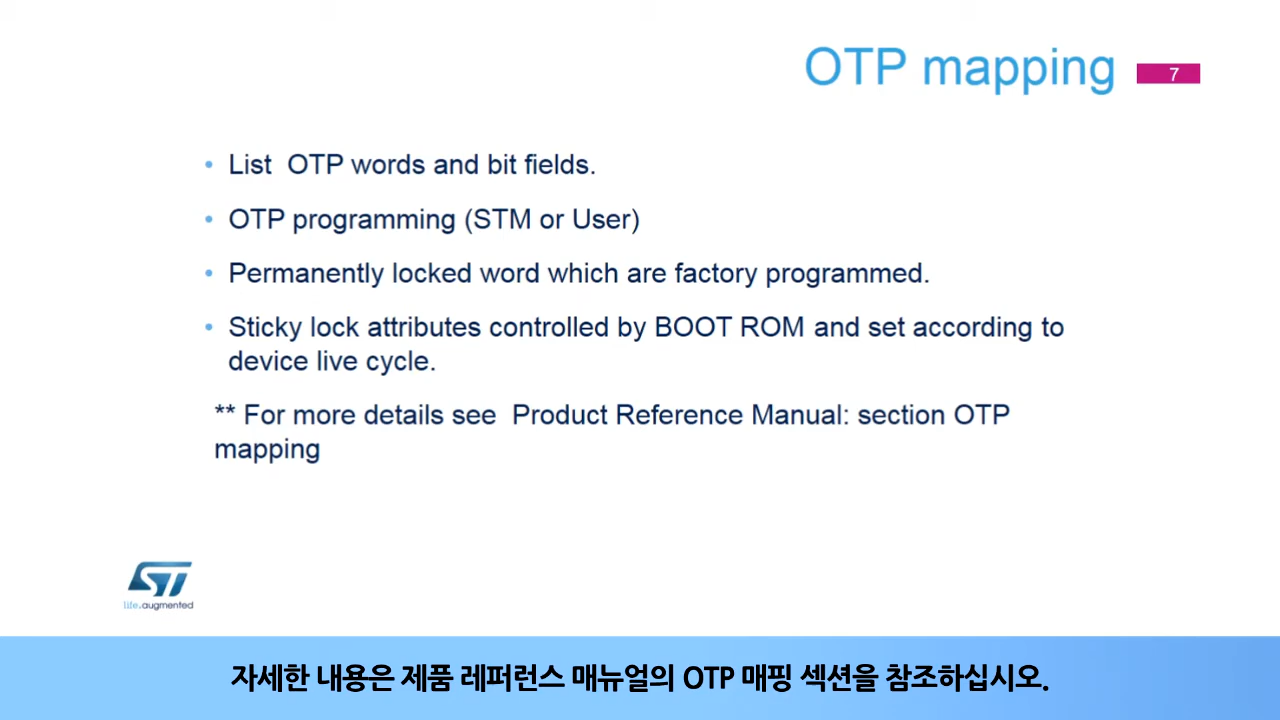 OTP mapping
7
• List  OTP words and bit fields.
• OTP programming (STM or User)
• Permanently locked word which are factory programmed.
• Sticky lock attributes controlled by BOOT ROM and set according to
device live cycle.
** For more details see  Product Reference Manual: section OTP
mapping
ST
life.augmented
자세한 내용은 제품 레퍼런스 매뉴얼의 OTP 매핑 섹션을 참조하십시오.